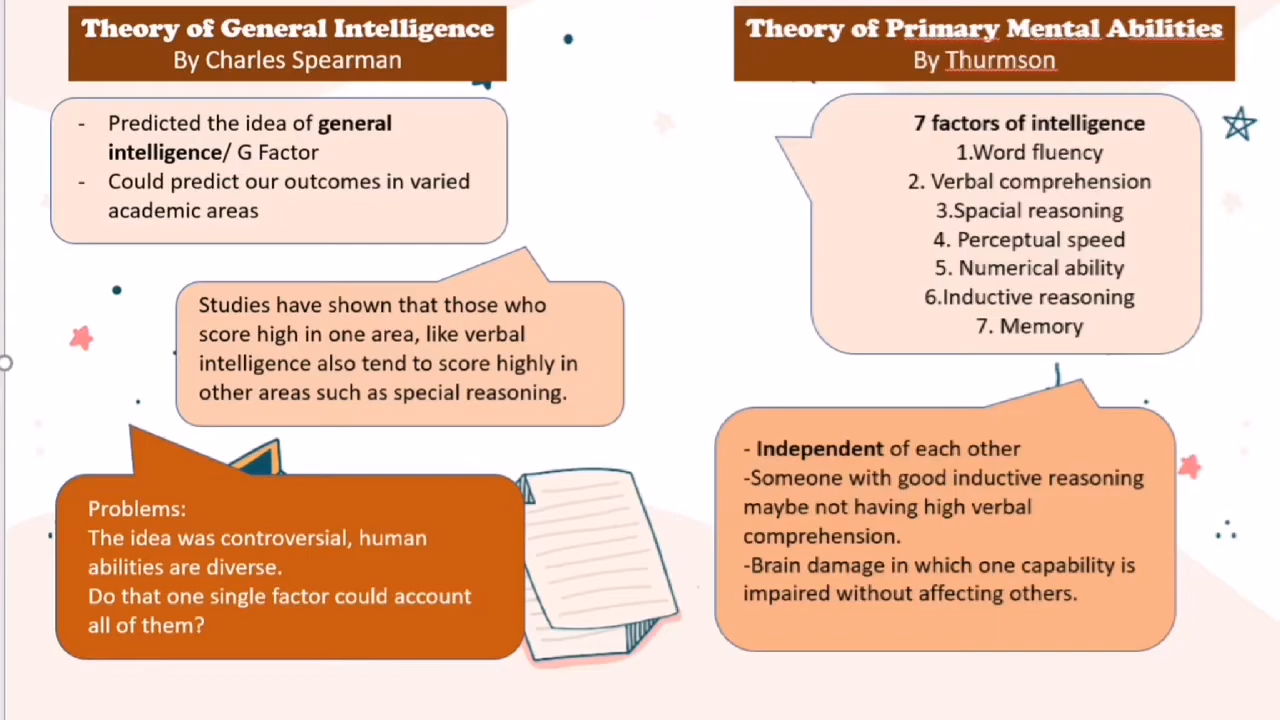 Theory of General Intelligence
By Charles Spearman
- Predicted the idea of general
intelligence/ G Factor
- Could predict our outcomes in varied
academic areas
Studies have shown that those who
score high in one area, like verbal
intelligence also tend to score highly in
other areas such as special reasoning.
Problems:
The idea was controversial, human
abilities are diverse.
Do that one single factor could account
all of them?
Theory of Primary Mental Abilities
By Thurmson
7 factors of intelligence
1.Word fluency
2. Verbal comprehension
3.Spacial reasoning
4. Perceptual speed
5. Numerical ability
6.Inductive reasoning
7. Memory
- Independent of each other
-Someone with good inductive reasoning
maybe not having high verbal
comprehension.
-Brain damage in which one capability is
impaired without affecting others.